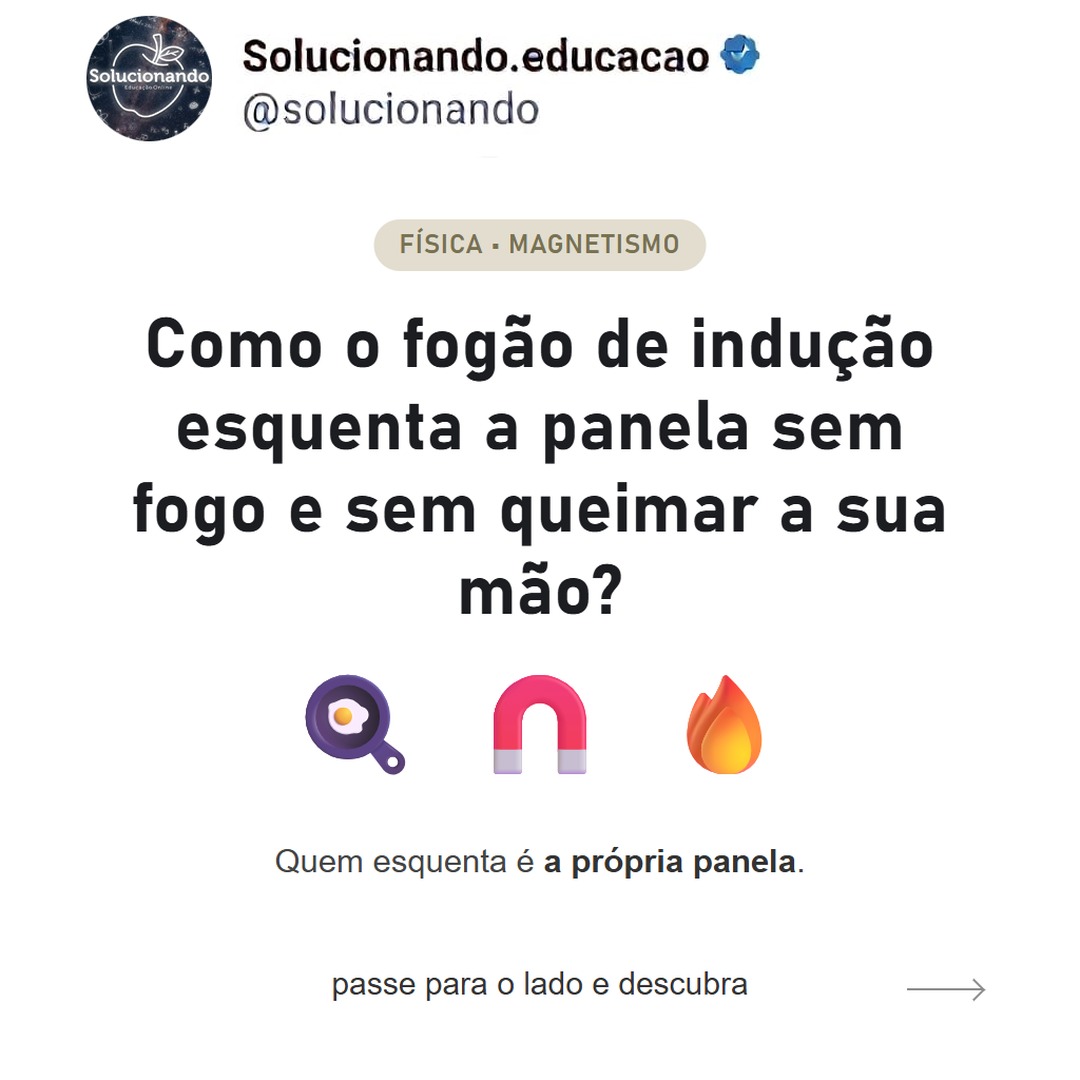 Solucionando
Educação Online
Solucionando.educacao
@solucionando
FÍSICA • MAGNETISMO
Como o fogão de indução
esquenta a panela sem
fogo e sem queimar a sua
mão?
Quem esquenta é a própria panela.
passe para o lado e descubra